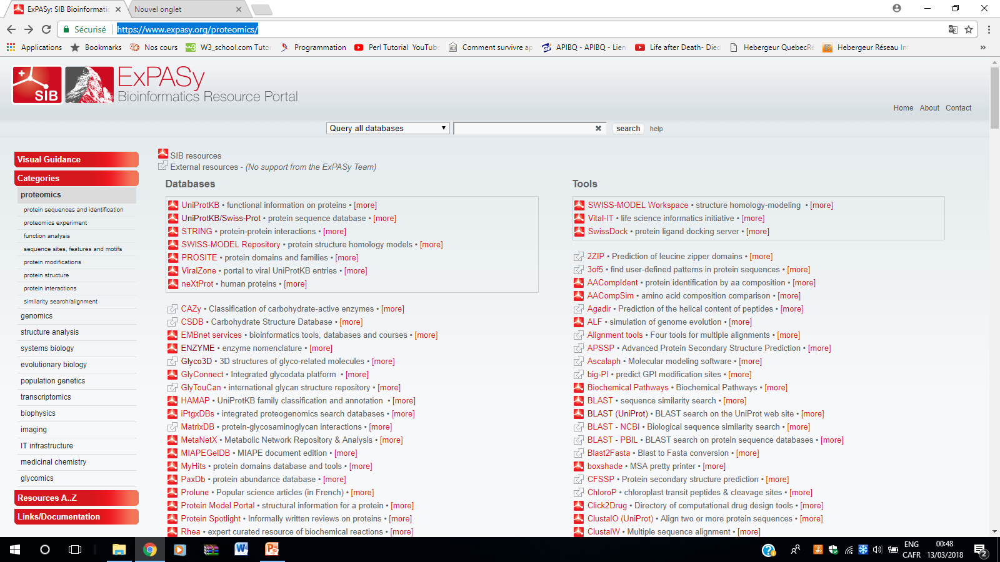 ExPASy: SIB Bioinformatic
Nouvel onglet
Sécurisé
https://www.expasy.org/proteomics/
Applications
Bookmarks
Nos cours
W3_school.com Tutor
Programmation
Perl Tutorial YouTube
Comment survivre ap
APIBQ - APIBQ - Lien
Life after Death- Died
Hebergeur QuebecRé
Hebergeur Réseau In
»
SIB
ExPASy
Bioinformatics Resource Portal
Home About Contact
Query all databases
search
help
Visual Guidance
Categories
proteomics
protein sequences and identification
proteomics experiment
function analysis
sequence sites, features and motifs
protein modifications
protein structure
protein interactions
similarity search/alignment
genomics
structure analysis
systems biology
evolutionary biology
population genetics
transcriptomics
biophysics
imaging
IT infrastructure
medicinal chemistry
glycomics
Resources A..Z
Links/Documentation
SIB resources
External resources - (No support from the ExPASy Team)
Databases
UniProtKB • functional information on proteins • [more]
UniProtKB/Swiss-Prot • protein sequence database • [more]
STRING • protein-protein interactions • [more]
SWISS-MODEL Repository • protein structure homology models • [more]
PROSITE • protein domains and families • [more]
ViralZone • portal to viral UniProtKB entries • [more]
neXtProt • human proteins • [more]
CAZy • Classification of carbohydrate-active enzymes • [more]
CSDB • Carbohydrate Structure Database • [more]
EMBnet services • bioinformatics tools, databases and courses • [more]
ENZYME • enzyme nomenclature • [more]
Glyco3D • 3D structures of glyco-related molecules • [more]
GlyConnect • Integrated glycodata platform • [more]
GlyTouCan • international glycan structure repository • [more]
HAMAP • UniProtKB family classification and annotation • [more]
iPtgxDBs • integrated proteogenomics search databases • [more]
MatrixDB • protein-glycosaminoglycan interactions • [more]
MetaNetX • Metabolic Network Repository & Analysis • [more]
MIAPEGelDB • MIAPE document edition • [more]
MyHits • protein domains database and tools • [more]
PaxDb • protein abundance database • [more]
Prolune • Popular science articles (in French) • [more]
Protein Model Portal • structural information for a protein • [more]
Protein Spotlight • Informally written reviews on proteins • [more]
Rhea • expert curated resource of biochemical reactions • [more]
Tools
SWISS-MODEL Workspace • structure homology-modeling • [more]
Vital-IT • life science informatics initiative • [more]
SwissDock • protein ligand docking server • [more]
2ZIP • Prediction of leucine zipper domains • [more]
3of5 • find user-defined patterns in protein sequences • [more]
AACompIdent • protein identification by aa composition • [more]
AACompSim • amino acid composition comparison • [more]
Agadir • Prediction of the helical content of peptides • [more]
ALF • simulation of genome evolution • [more]
Alignment tools • Four tools for multiple alignments • [more]
APSSP • Advanced Protein Secondary Structure Prediction • [more]
Ascalaph • Molecular modeling software • [more]
big-PI • predict GPI modification sites • [more]
Biochemical Pathways • Biochemical Pathways • [more]
BLAST • sequence similarity search • [more]
BLAST (UniProt) • BLAST search on the UniProt web site • [more]
BLAST - NCBI • Biological sequence similarity search • [more]
BLAST - PBIL • BLAST search on protein sequence databases • [more]
Blast2Fasta • Blast to Fasta conversion • [more]
boxshade • MSA pretty printer • [more]
CFSSP • Protein secondary structure prediction • [more]
ChloroP • chloroplast transit peptides & cleavage sites • [more]
Click2Drug • Directory of computational drug design tools • [more]
ClustalO (UniProt) • Align two or more protein sequences • [more]
ClustalW • Multiple sequence alignment • [more]
ENG
CAFR
00:48
13/03/2018
2